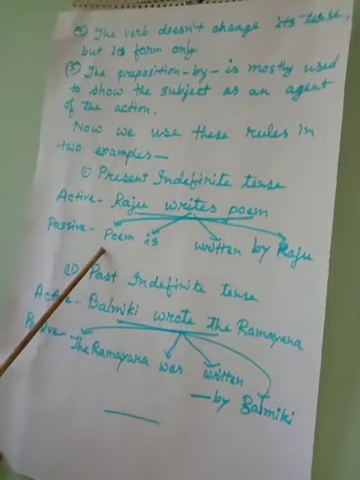 ④ The verb doesn't change its tense,
but its form only.
⑤ The preposition - by - is mostly used
to show the subject as an agent
of the action.
Now we use these rules in
two examples—
① Present Indefinite tense
Active - Raju writes poem
Passive - Poem is written by Raju
② Past Indefinite tense
Active - Balmiki wrote the Ramayana
Passive - The Ramayana was written
— by Balmiki